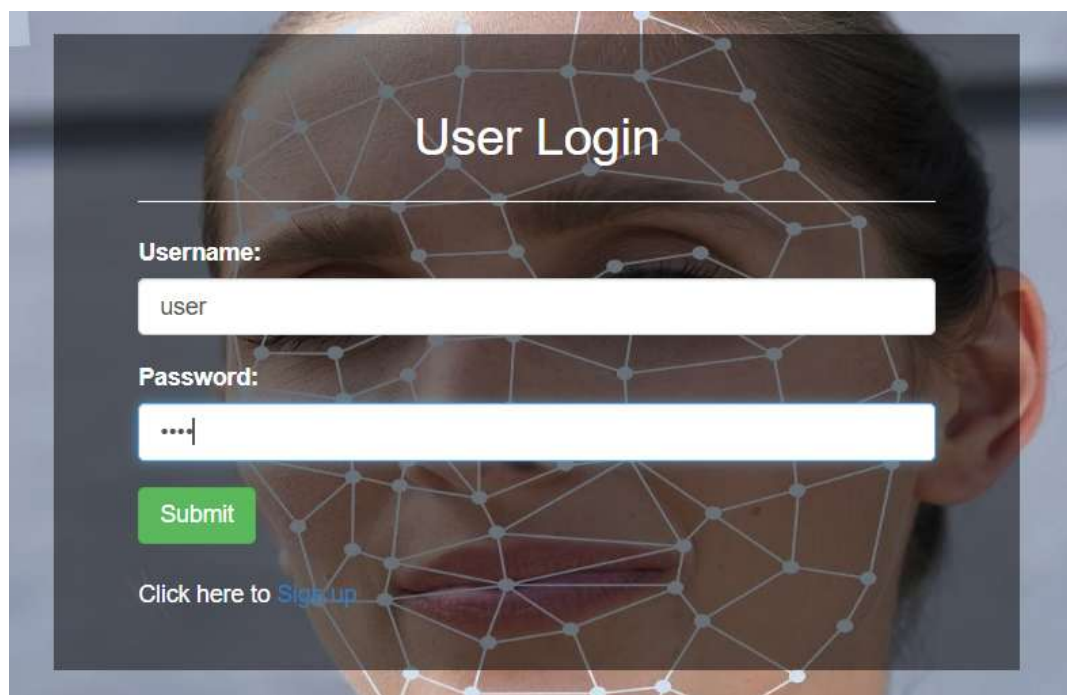 User Login
Username:
user
Password:
••••
Submit
Click here to Sign up